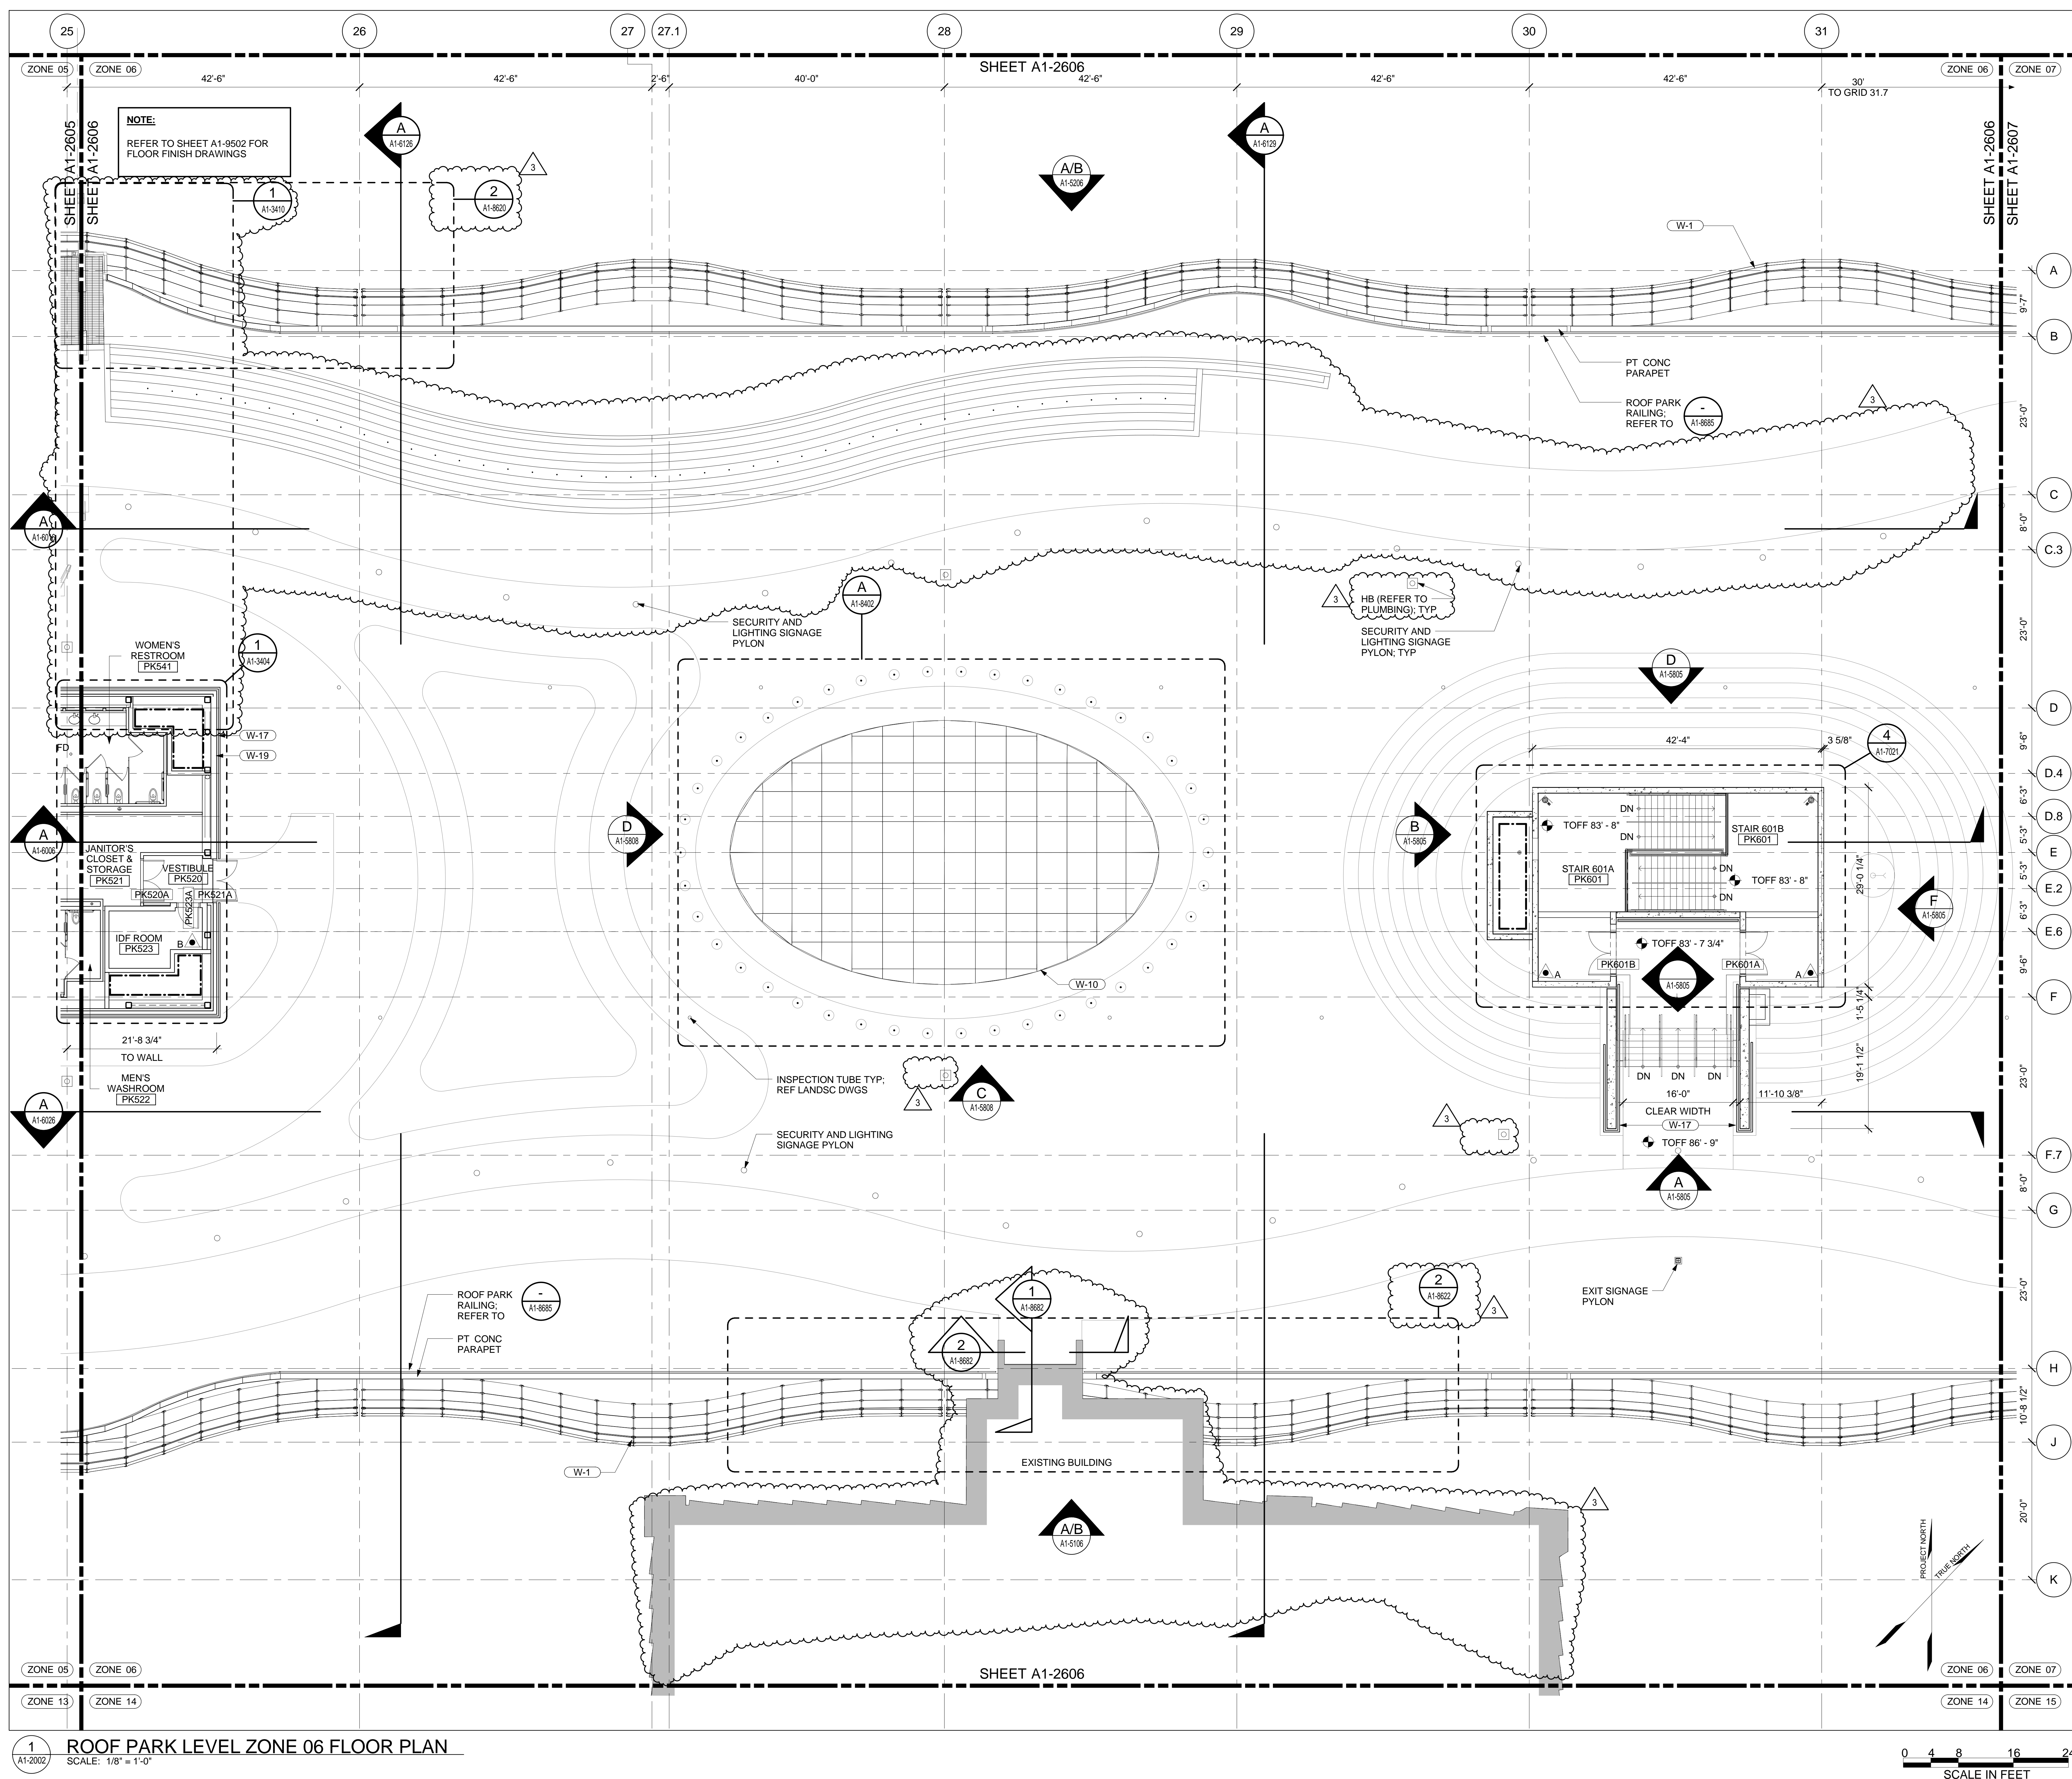 25
26
27
27.1
28
29
30
31
ZONE 05
ZONE 06
SHEET A1-2606
ZONE 06
ZONE 07
42'-6"
42'-6"
2'-6"
40'-0"
42'-6"
42'-6"
42'-6"
30'
TO GRID 31.7
SHEET A1-2605
SHEET A1-2606
SHEET A1-2606
SHEET A1-2607
NOTE:
REFER TO SHEET A1-9502 FOR
FLOOR FINISH DRAWINGS
A
A1-6126
A
A1-6129
A/B
A1-5206
1
A1-3410
2
A1-8620
3
W-1
A
9'-7"
B
PT CONC
PARAPET
ROOF PARK
RAILING;
REFER TO
-
A1-8685
3
23'-0"
C
A
8'-0"
C.3
A
A1-8402
3
HB (REFER TO
PLUMBING); TYP
SECURITY AND
LIGHTING SIGNAGE
PYLON
SECURITY AND
LIGHTING SIGNAGE
PYLON; TYP
23'-0"
WOMEN'S
RESTROOM
PK541
1
A1-3404
D
A1-5805
D
W-17
W-19
FD
42'-4"
3 5/8"
4
A1-7021
9'-6"
D.4
6'-3"
D.8
5'-3"
E
5'-3"
E.2
6'-3"
E.6
9'-6"
F
A
A1-6006
JANITOR'S
CLOSET &
STORAGE
PK521
VESTIBULE
PK520
PK520A
PK523A
PK521A
IDF ROOM
PK523
B
D
A1-5808
B
A1-5805
DN
TOFF 83' - 8"
DN
STAIR 601B
PK601
STAIR 601A
PK601
DN
TOFF 83' - 8"
DN
29'-0 1/4"
F
A1-5805
TOFF 83' - 7 3/4"
PK601B
PK601A
A
A
A1-5805
W-10
1'-5 1/4"
19'-1 1/2"
21'-8 3/4"
TO WALL
MEN'S
WASHROOM
PK522
INSPECTION TUBE TYP;
REF LANDSC DWGS
3
C
A1-5808
DN
DN
DN
16'-0"
11'-10 3/8"
CLEAR WIDTH
W-17
TOFF 86' - 9"
23'-0"
A
A1-6026
SECURITY AND LIGHTING
SIGNAGE PYLON
3
F.7
A
A1-5805
8'-0"
G
ROOF PARK
RAILING;
REFER TO
-
A1-8685
PT CONC
PARAPET
1
A1-8682
2
A1-8682
2
A1-8622
3
EXIT SIGNAGE
PYLON
23'-0"
H
10'-8 1/2"
J
W-1
EXISTING BUILDING
A/B
A1-5106
3
20'-0"
K
PROJECT NORTH
TRUE NORTH
ZONE 05
ZONE 06
SHEET A1-2606
ZONE 06
ZONE 07
ZONE 13
ZONE 14
ZONE 14
ZONE 15
1
A1-2002
ROOF PARK LEVEL ZONE 06 FLOOR PLAN
SCALE: 1/8" = 1'-0"
0 4 8 16 24
SCALE IN FEET